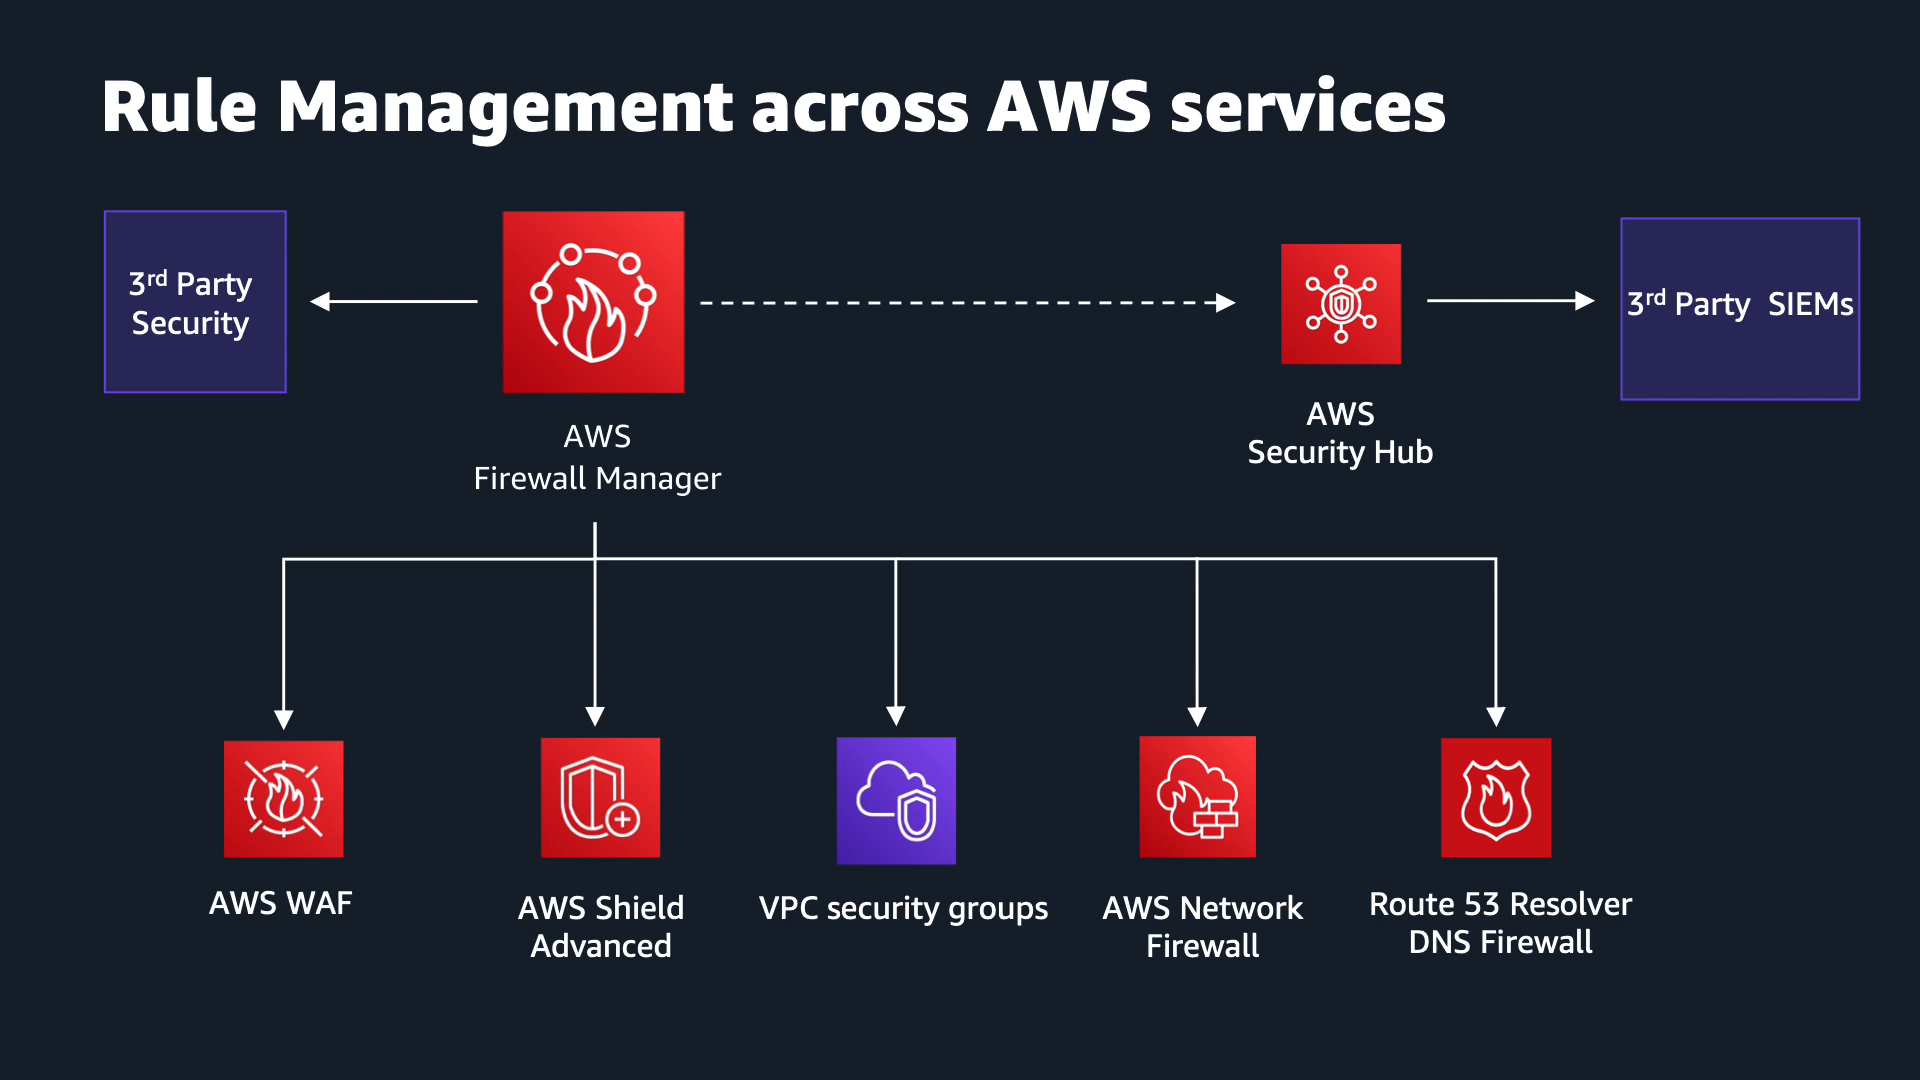 Rule Management across AWS services
3rd Party
Security
AWS
Firewall Manager
AWS
Security Hub
3rd Party SIEMs
AWS WAF
AWS Shield
Advanced
VPC security groups
AWS Network
Firewall
Route 53 Resolver
DNS Firewall